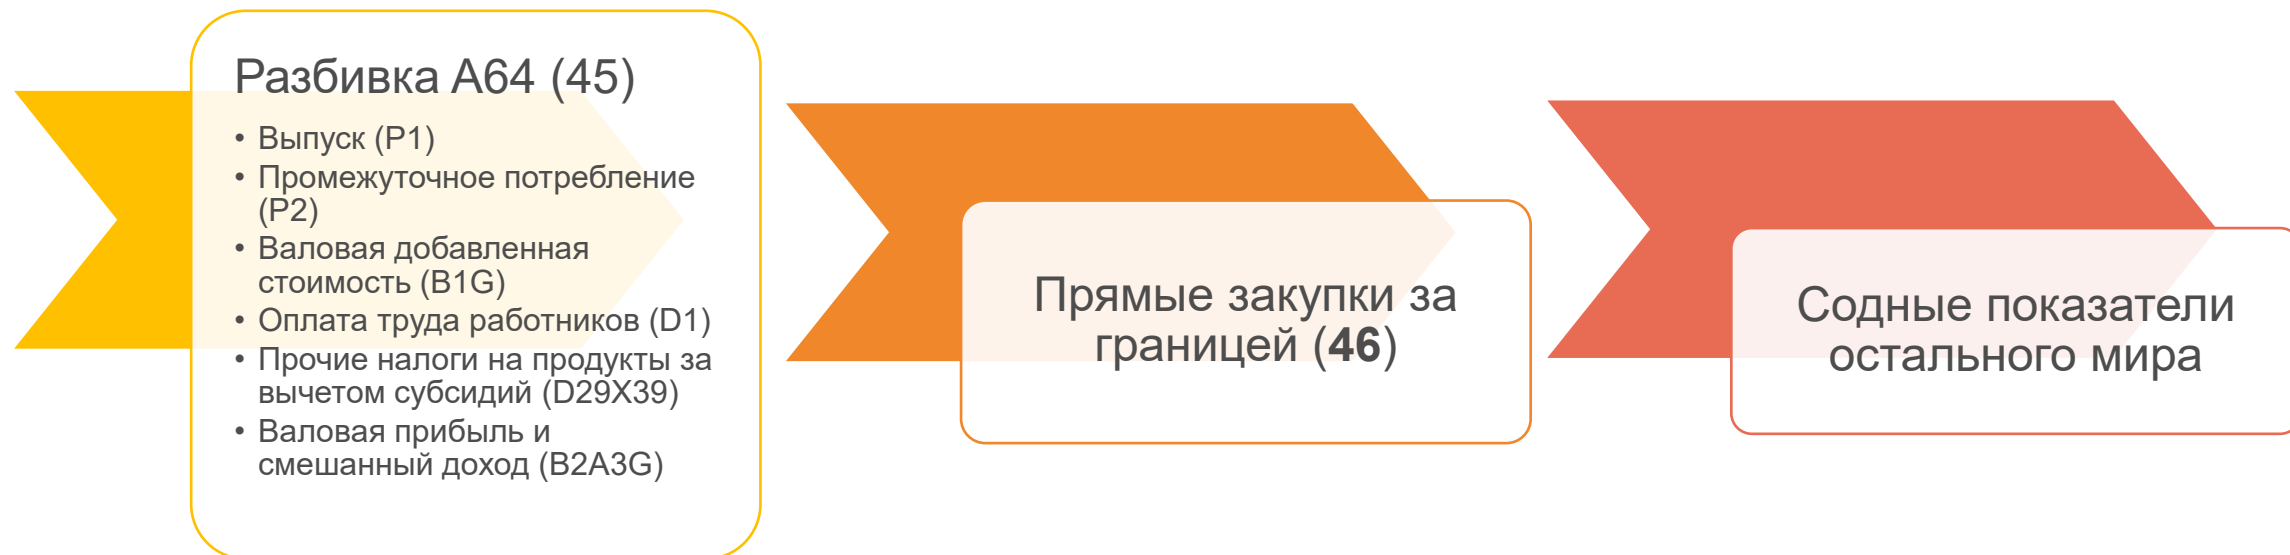 Разбивка A64 (45)
• Выпуск (P1)
• Промежуточное потребление
(P2)
• Валовая добавленная
стоимость (B1G)
• Оплата труда работников (D1)
• Прочие налоги на продукты за
вычетом субсидий (D29X39)
• Валовая прибыль и
смешанный доход (B2A3G)
Прямые закупки за
границей (46)
Содные показатели
остального мира